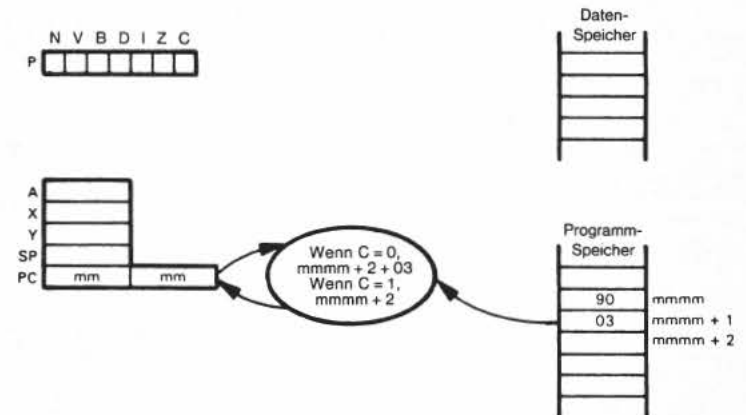 N V B D I Z C
P
Daten-
Speicher
A
X
Y
SP
PC mm mm
Wenn C = 0,
mmmm + 2 + 03
Wenn C = 1,
mmmm + 2
Programm-
Speicher
90 mmmm
03 mmmm + 1
mmmm + 2